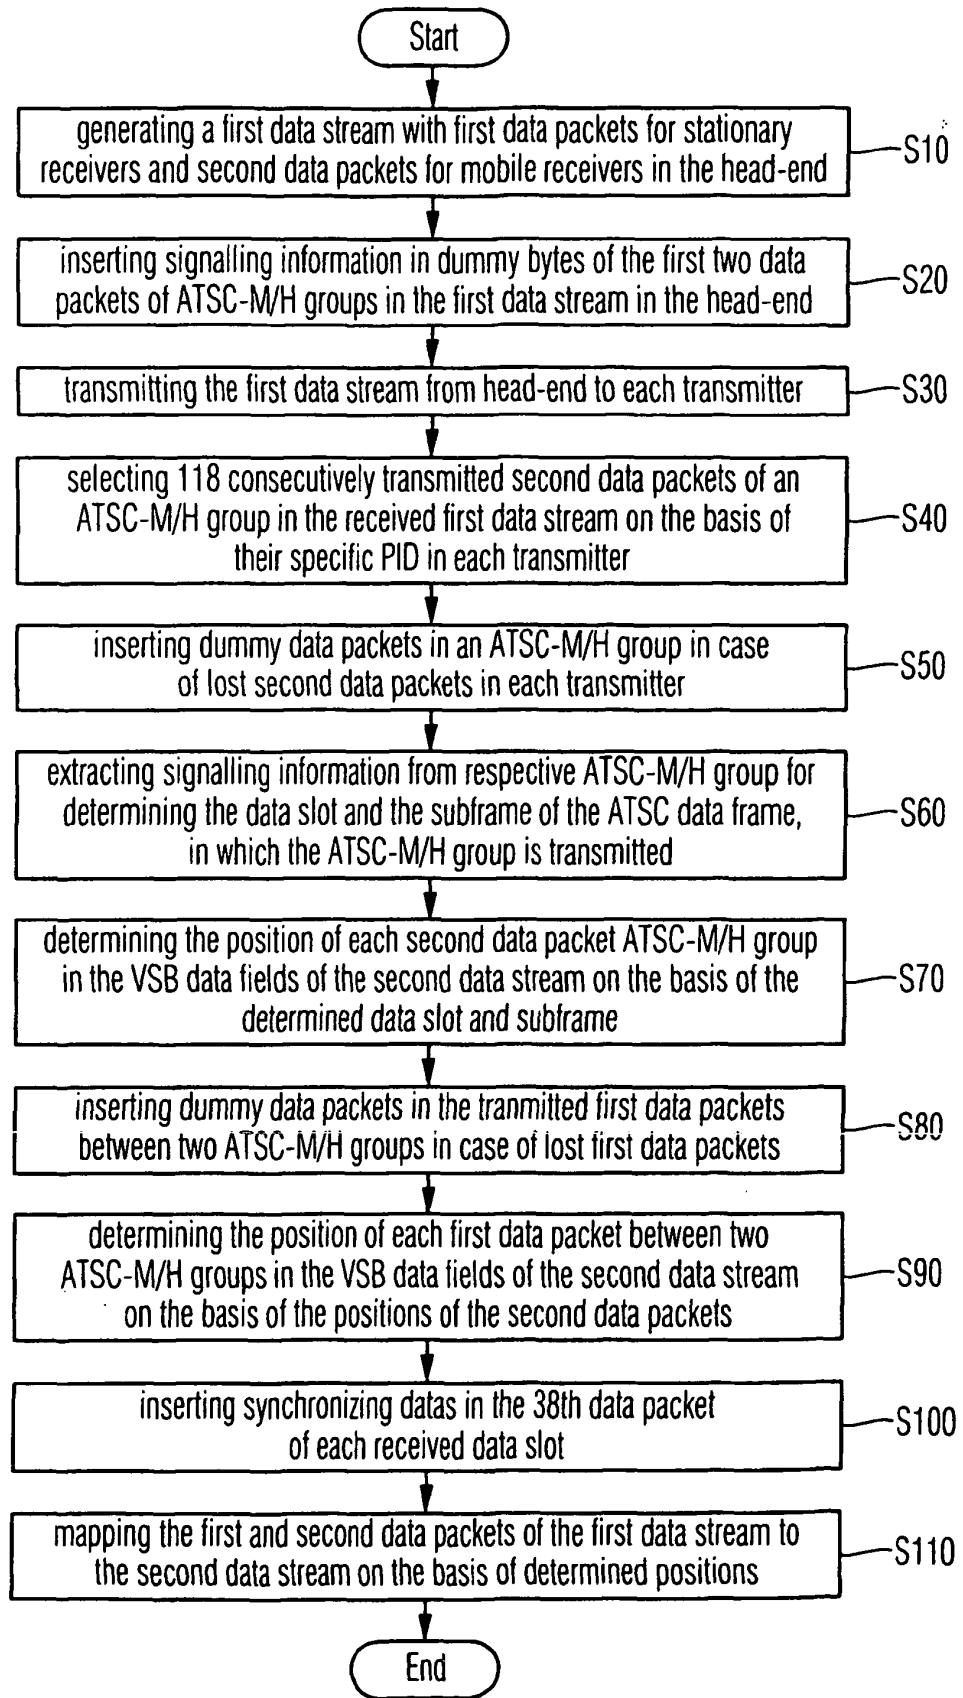 Start
generating a first data stream with first data packets for stationary
receivers and second data packets for mobile receivers in the head-end
S10
inserting signalling information in dummy bytes of the first two data
packets of ATSC-M/H groups in the first data stream in the head-end
S20
transmitting the first data stream from head-end to each transmitter
S30
selecting 118 consecutively transmitted second data packets of an
ATSC-M/H group in the received first data stream on the basis of
their specific PID in each transmitter
S40
inserting dummy data packets in an ATSC-M/H group in case
of lost second data packets in each transmitter
S50
extracting signalling information from respective ATSC-M/H group for
determining the data slot and the subframe of the ATSC data frame,
in which the ATSC-M/H group is transmitted
S60
determining the position of each second data packet ATSC-M/H group
in the VSB data fields of the second data stream on the basis of the
determined data slot and subframe
S70
inserting dummy data packets in the tranmitted first data packets
between two ATSC-M/H groups in case of lost first data packets
S80
determining the position of each first data packet between two
ATSC-M/H groups in the VSB data fields of the second data stream
on the basis of the positions of the second data packets
S90
inserting synchronizing datas in the 38th data packet
of each received data slot
S100
mapping the first and second data packets of the first data stream to
the second data stream on the basis of determined positions
S110
End